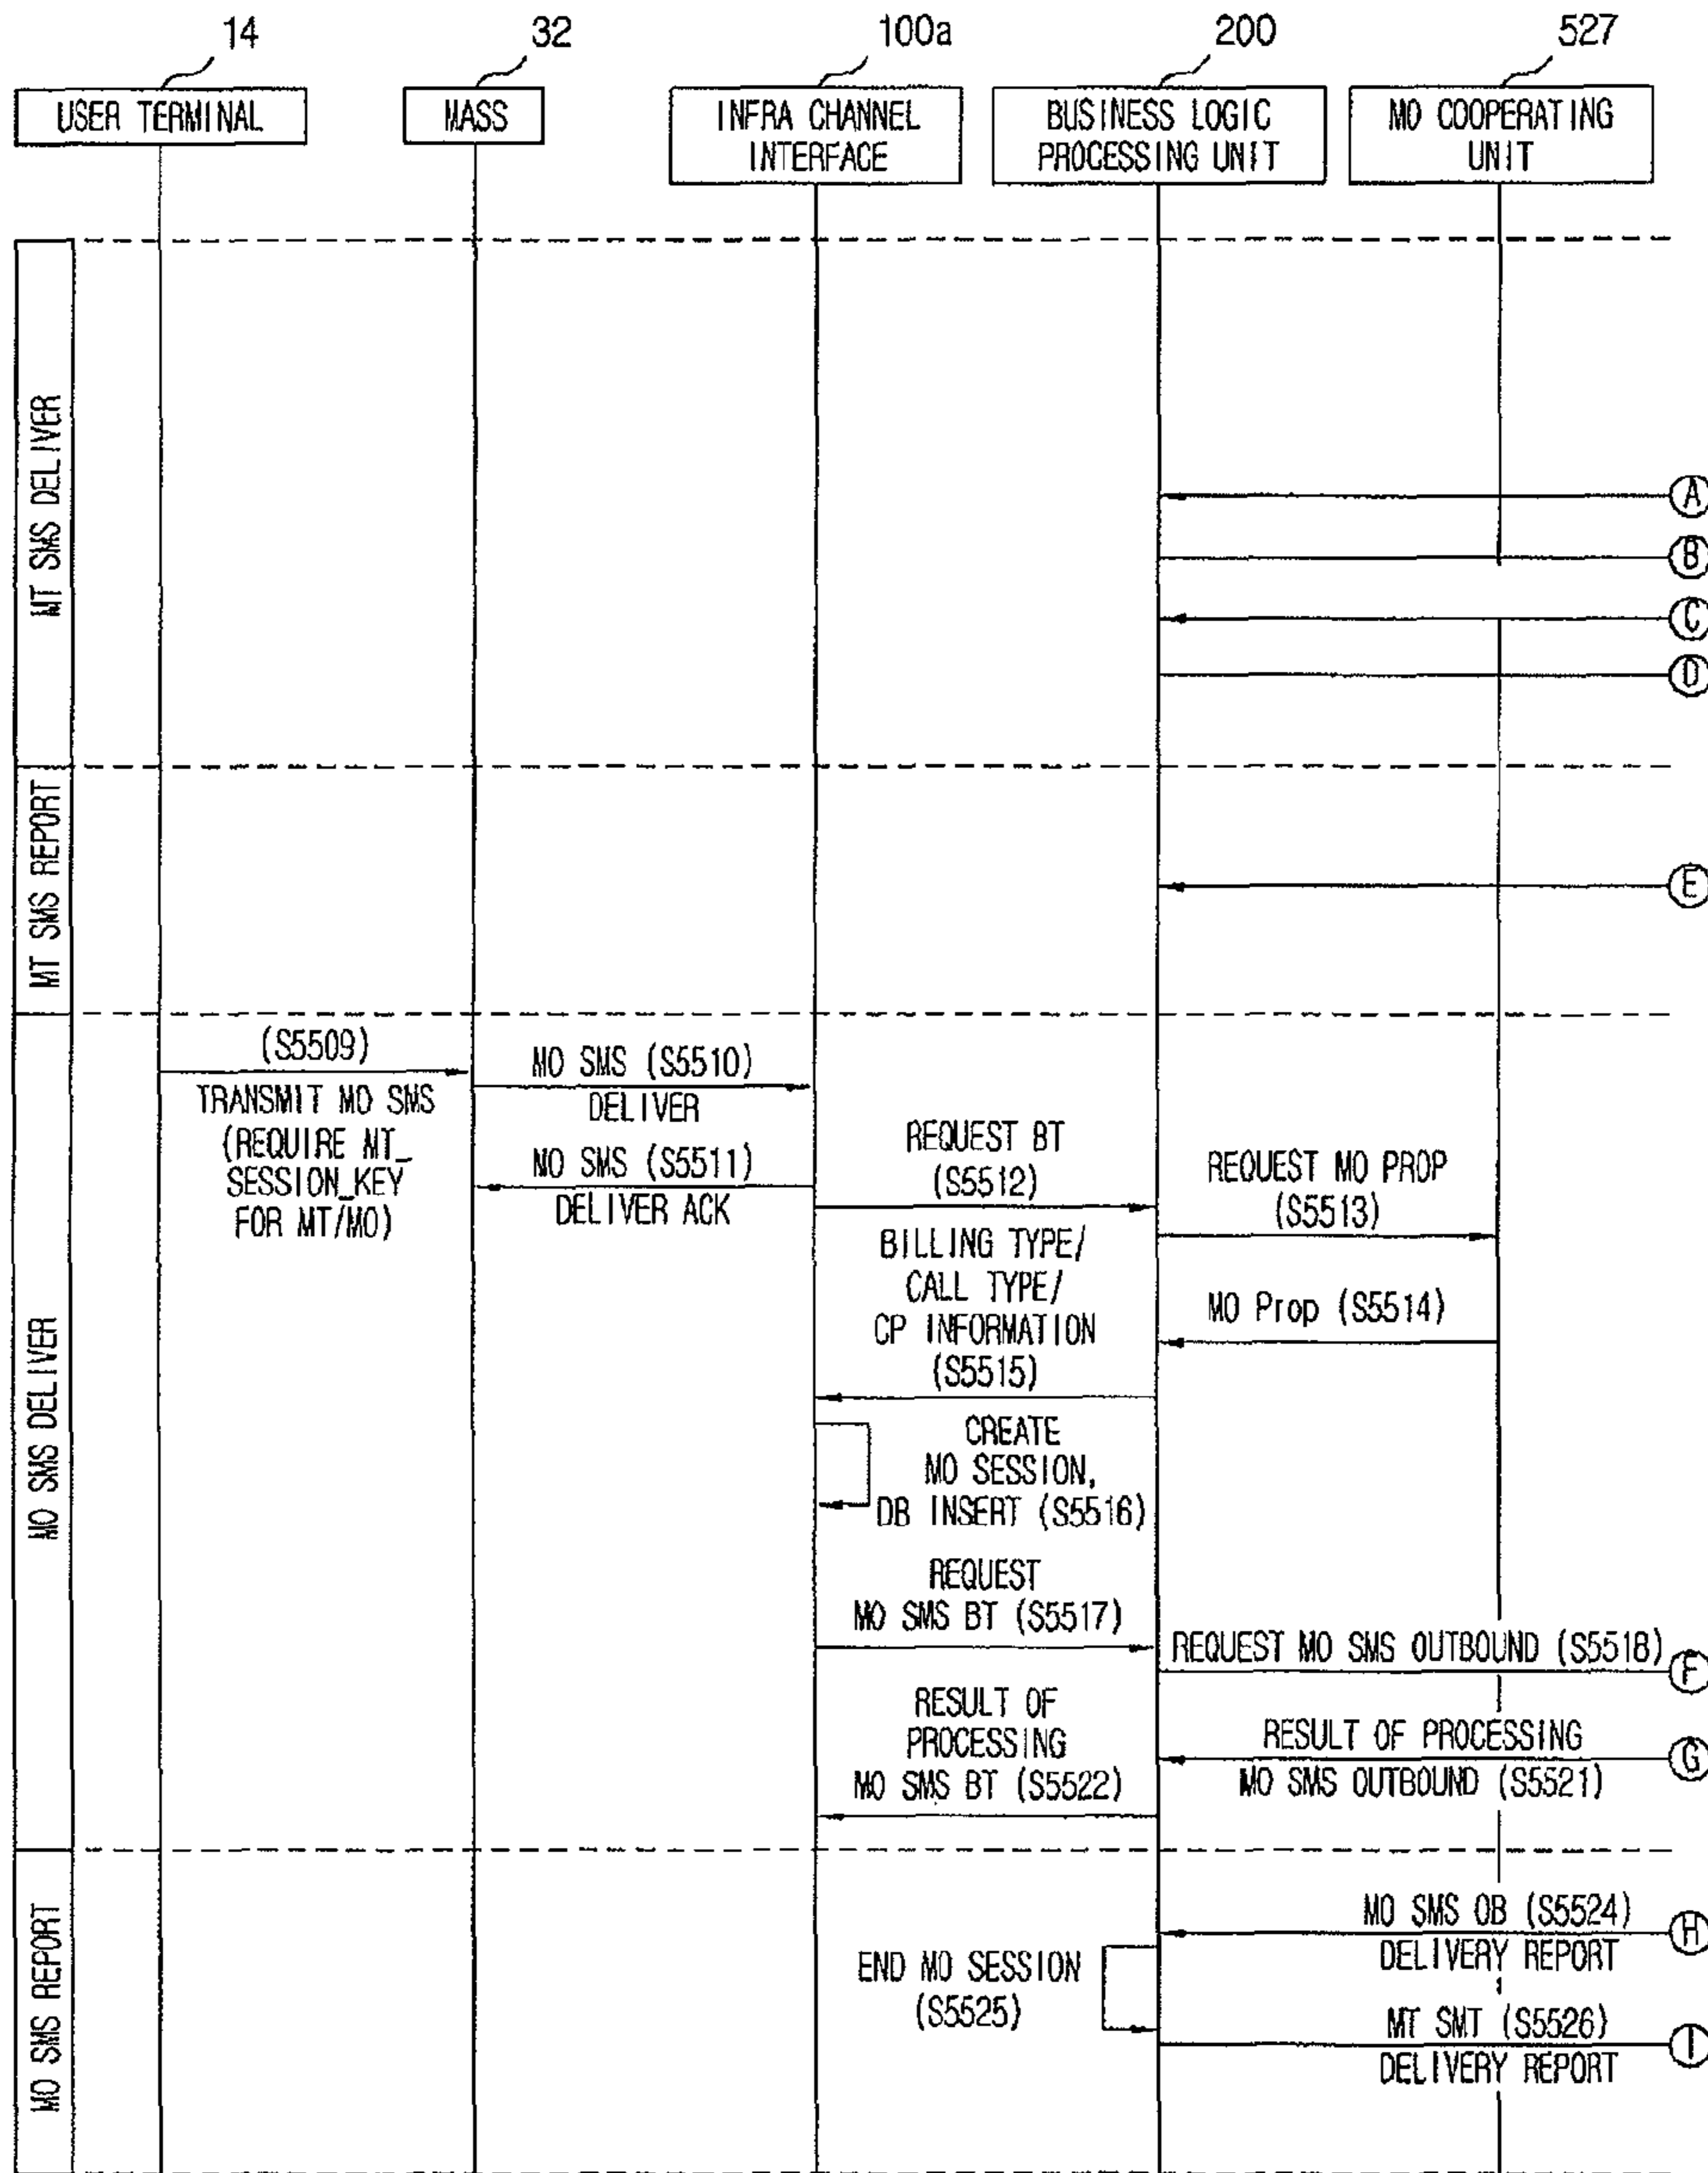 14
32
100a
200
527
USER TERMINAL
MASS
INFRA CHANNEL
INTERFACE
BUSINESS LOGIC
PROCESSING UNIT
MO COOPERATING
UNIT
MT SMS DELIVER
A
B
C
D
MT SMS REPORT
E
MO SMS DELIVER
(S5509)
TRANSMIT MO SMS
(REQUIRE MT_
SESSION_KEY
FOR MT/MO)
MO SMS (S5510)
DELIVER
MO SMS (S5511)
DELIVER ACK
REQUEST BT
(S5512)
REQUEST MO PROP
(S5513)
BILLING TYPE/
CALL TYPE/
CP INFORMATION
(S5515)
MO Prop (S5514)
CREATE
MO SESSION,
DB INSERT (S5516)
REQUEST
MO SMS BT (S5517)
REQUEST MO SMS OUTBOUND (S5518)
F
RESULT OF
PROCESSING
MO SMS BT (S5522)
RESULT OF PROCESSING
MO SMS OUTBOUND (S5521)
G
MO SMS REPORT
MO SMS OB (S5524)
DELIVERY REPORT
H
END MO SESSION
(S5525)
MT SMT (S5526)
DELIVERY REPORT
I